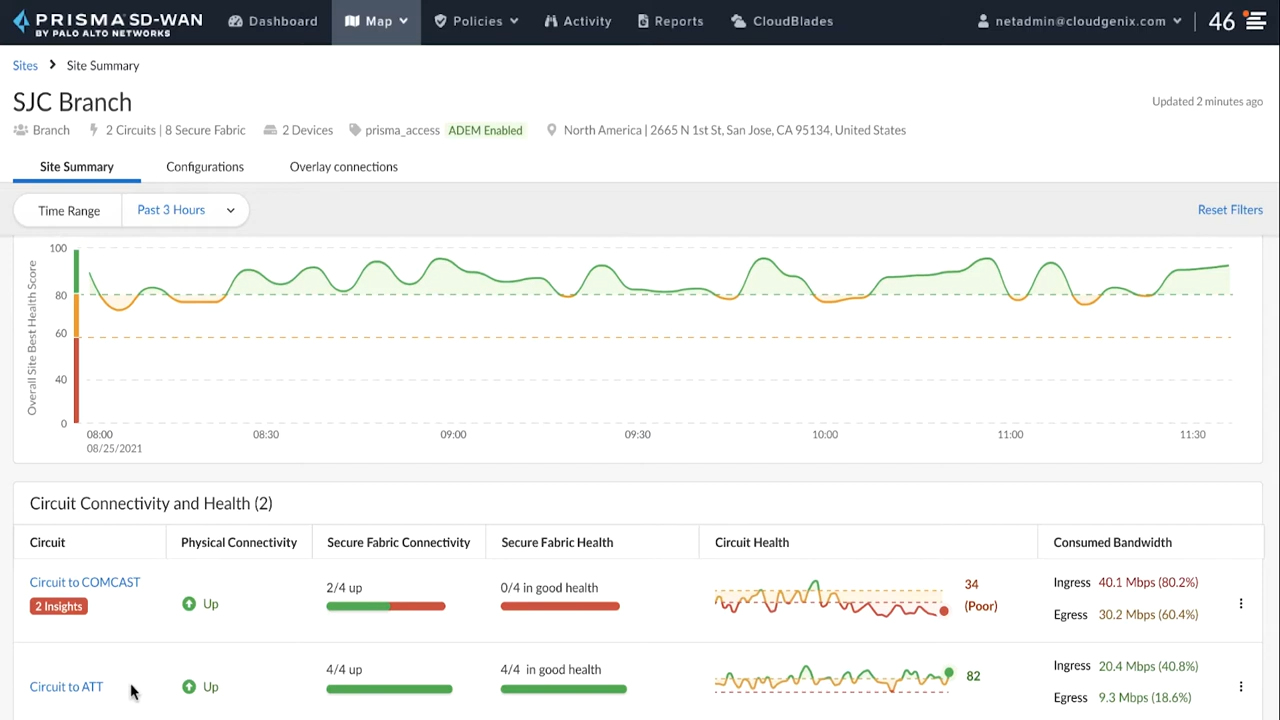 PRISMA SD-WAN
BY PALO ALTO NETWORKS
Dashboard
Map
Policies
Activity
Reports
CloudBlades
netadmin@cloudgenix.com
46
Sites > Site Summary
SJC Branch
Updated 2 minutes ago
Branch
2 Circuits | 8 Secure Fabric
2 Devices
prisma_access
ADEM Enabled
North America | 2665 N 1st St, San Jose, CA 95134, United States
Site Summary
Configurations
Overlay connections
Time Range
Past 3 Hours
Reset Filters
Overall Site Best Health Score
100
80
60
40
0
08:00
08/25/2021
08:30
09:00
09:30
10:00
11:00
11:30
Circuit Connectivity and Health (2)
Circuit
Physical Connectivity
Secure Fabric Connectivity
Secure Fabric Health
Circuit Health
Consumed Bandwidth
Circuit to COMCAST
2 Insights
Up
2/4 up
0/4 in good health
34
(Poor)
Ingress 40.1 Mbps (80.2%)
Egress 30.2 Mbps (60.4%)
Circuit to ATT
Up
4/4 up
4/4 in good health
82
Ingress 20.4 Mbps (40.8%)
Egress 9.3 Mbps (18.6%)